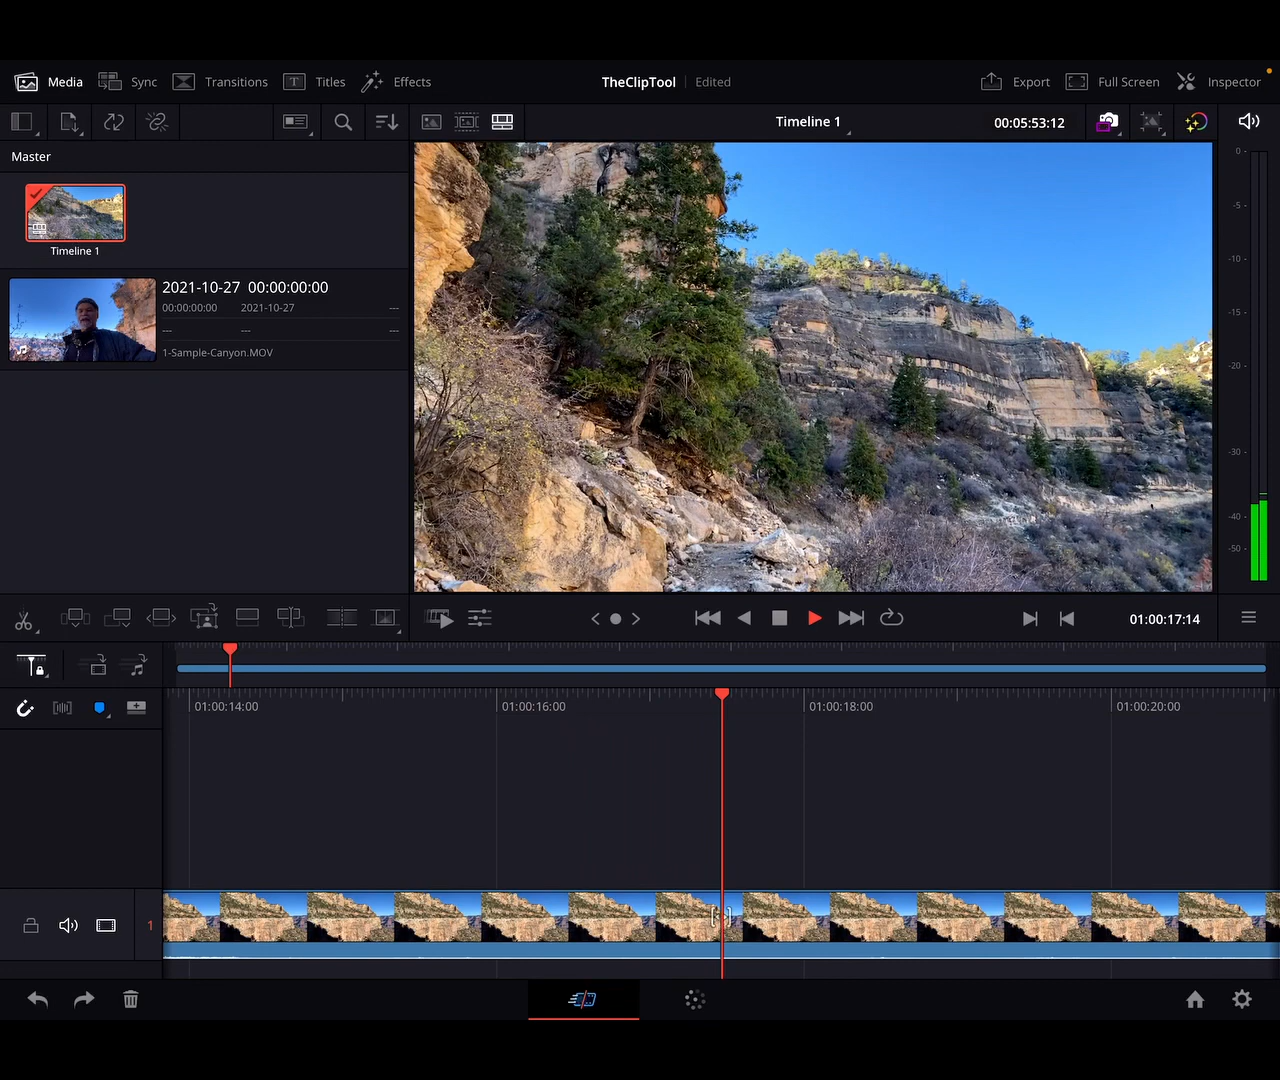 Media Sync Transitions Titles Effects TheClipTool Edited Export Full Screen Inspector
Timeline 1 00:05:53:12
Master
0
-5
-10
-15
-20
-30
-40
-50
Timeline 1
2021-10-27 00:00:00:00
00:00:00:00 2021-10-27 ---
--- --- ---
1-Sample-Canyon.MOV
01:00:17:14
01:00:14:00 01:00:16:00 01:00:18:00 01:00:20:00
1